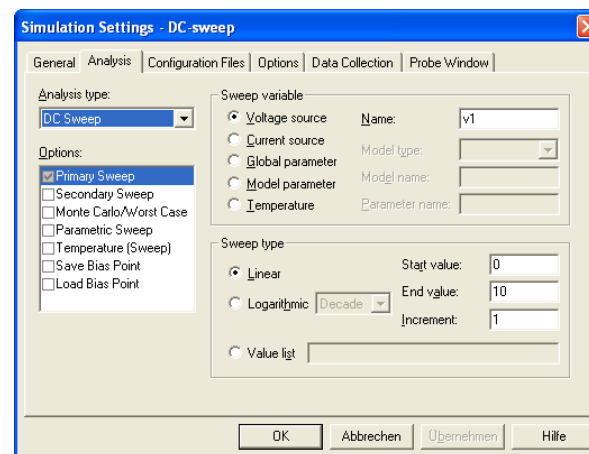 Simulation Settings - DC-sweep
General Analysis Configuration Files Options Data Collection Probe Window
Analysis type:
DC Sweep
Options:
Primary Sweep
Secondary Sweep
Monte Carlo/Worst Case
Parametric Sweep
Temperature (Sweep)
Save Bias Point
Load Bias Point
Sweep variable
Voltage source
Current source
Global parameter
Model parameter
Temperature
Name: v1
Model type:
Model name:
Parameter name:
Sweep type
Linear
Logarithmic Decade
Value list
Start value: 0
End value: 10
Increment: 1
OK Abbrechen Übernehmen Hilfe